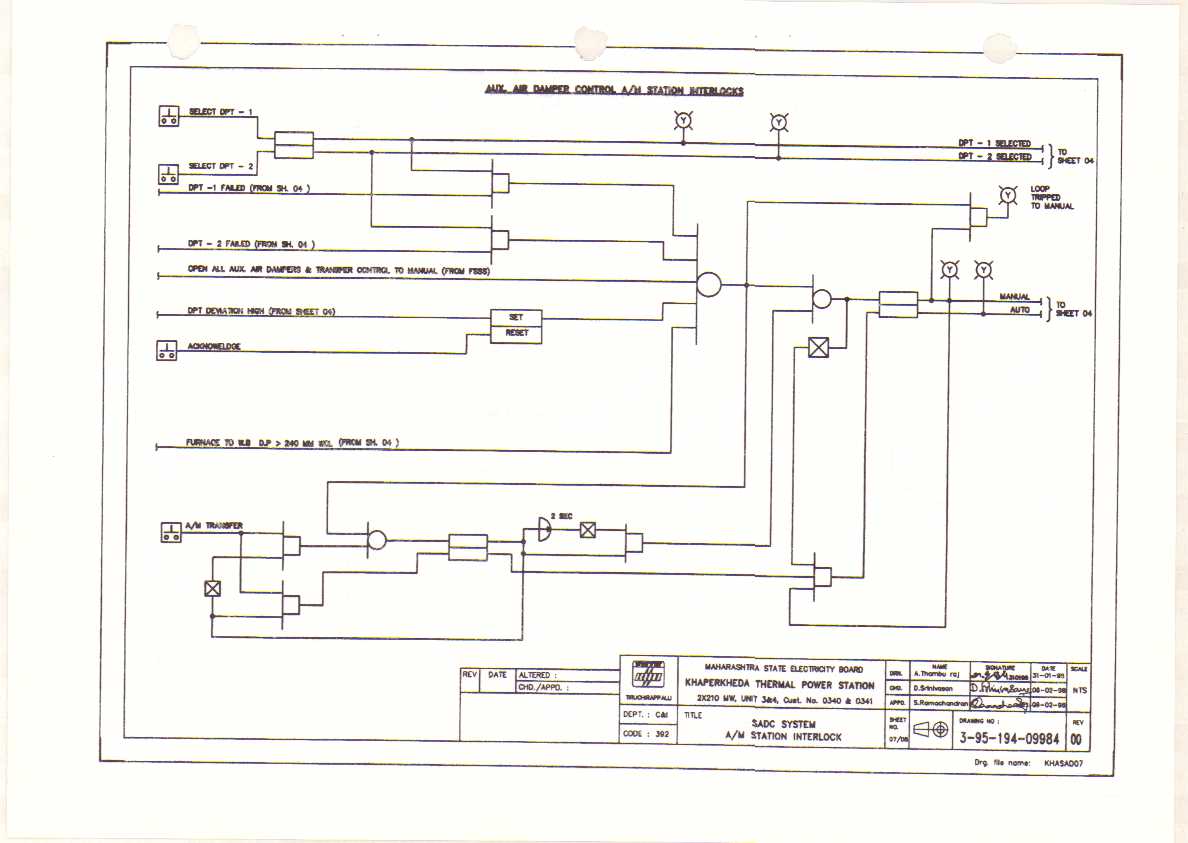 AUX. AIR DAMPER CONTROL A/M STATION INTERLOCKS
SELECT DPT - 1
SELECT DPT - 2
DPT -1 FAILED (FROM SH. 04 )
DPT - 2 FAILED (FROM SH. 04 )
OPEN ALL AUX. AIR DAMPERS & TRANSFER CONTROL TO MANUAL (FROM FSSS)
DPT DEVIATION HIGH (FROM SHEET 04)
SET
RESET
ACKNOWELDGE
FURNACE TO W.B D.P > 240 MM WCL (FROM SH. 04 )
Y
Y
DPT - 1 SELECTED
DPT - 2 SELECTED
TO
SHEET 04
Y
LOOP
TRIPPED
TO MANUAL
Y
Y
MANUAL
AUTO
TO
SHEET 04
A/M TRANSFER
2 SEC
REV
DATE
ALTERED :
CHD./APPD. :
TIRUCHIRAPPALLI
DEPT. : C&I
CODE : 392
MAHARASHTRA STATE ELECTRICITY BOARD
KHAPERKHEDA THERMAL POWER STATION
2X210 MW, UNIT 3&4, Cust. No. 0340 & 0341
TITLE
SADC SYSTEM
A/M STATION INTERLOCK
NAME
SIGNATURE
DATE
SCALE
DRN.
A.Thambu raj
31-01-95
CHD.
D.Srinivasan
08-02-98
NTS
APPD.
S.Ramachandran
08-02-98
SHEET
NO.
07/08
DRAWING NO :
3-95-194-09984
REV
00
Drg. file name: KHASAD07